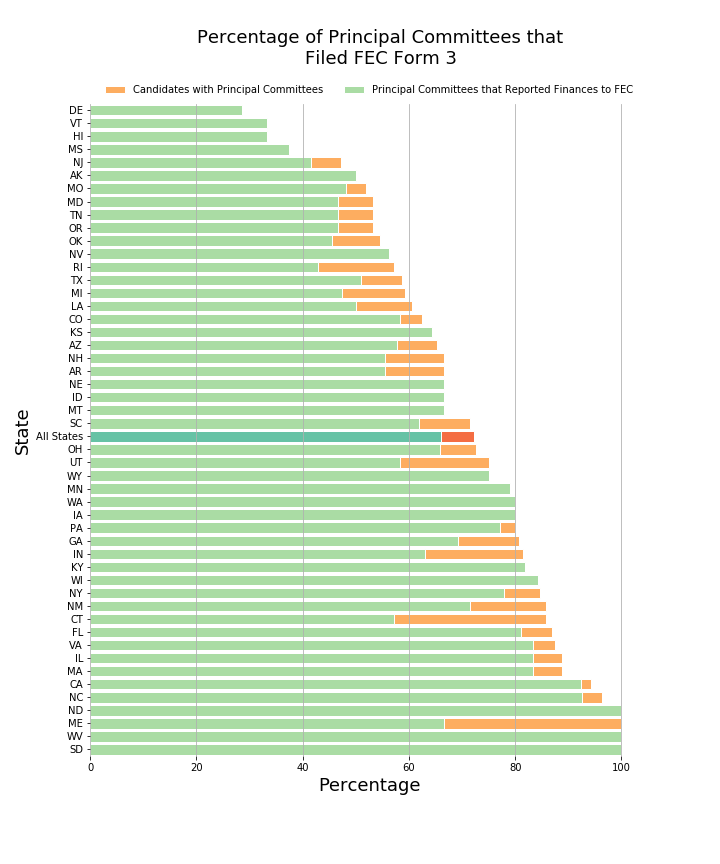 Percentage of Principal Committees that
Filed FEC Form 3
Candidates with Principal Committees
Principal Committees that Reported Finances to FEC
State
DE
VT
HI
MS
NJ
AK
MO
MD
TN
OR
OK
NV
RI
TX
MI
LA
CO
KS
AZ
NH
AR
NE
ID
MT
SC
All States
OH
UT
WY
MN
WA
IA
PA
GA
IN
KY
WI
NY
NM
CT
FL
VA
IL
MA
CA
NC
ND
ME
WV
SD
0 20 40 60 80 100
Percentage